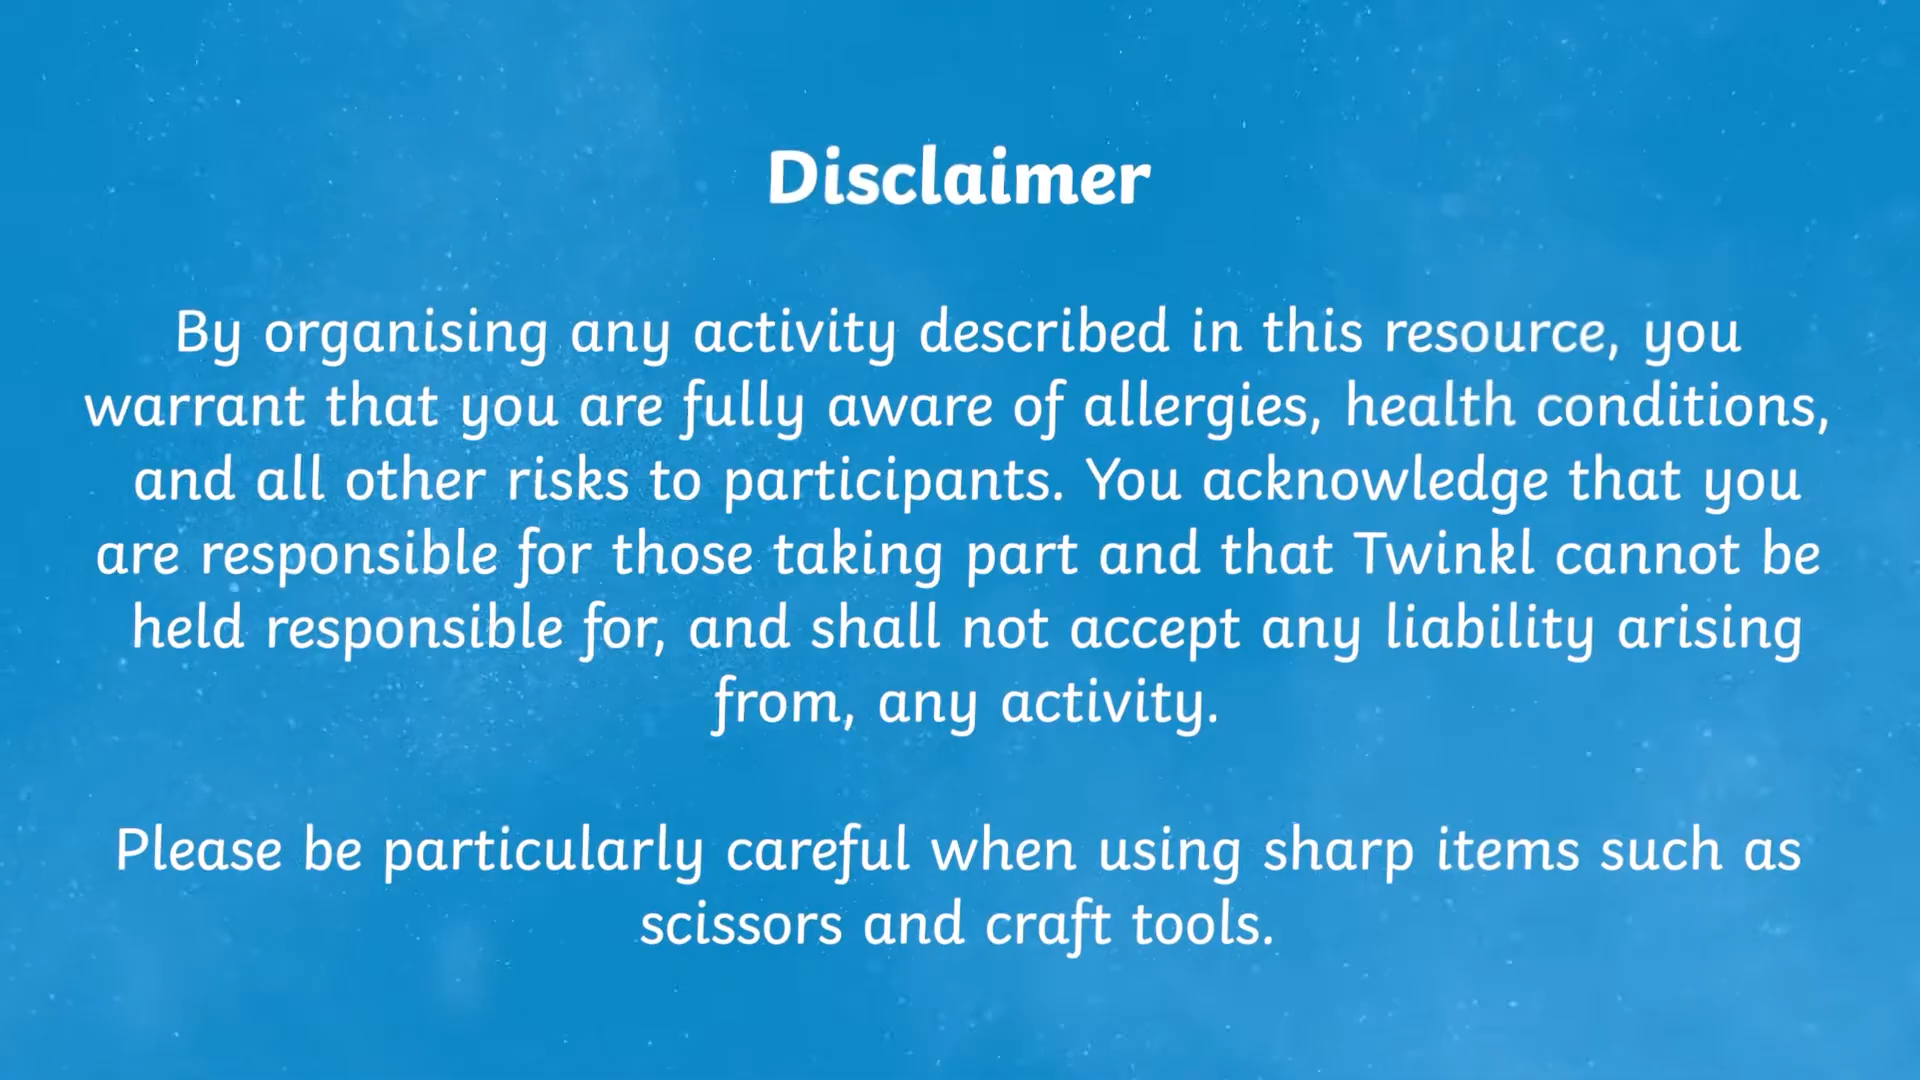 Disclaimer
By organising any activity described in this resource, you
warrant that you are fully aware of allergies, health conditions,
and all other risks to participants. You acknowledge that you
are responsible for those taking part and that Twinkl cannot be
held responsible for, and shall not accept any liability arising
from, any activity.
Please be particularly careful when using sharp items such as
scissors and craft tools.